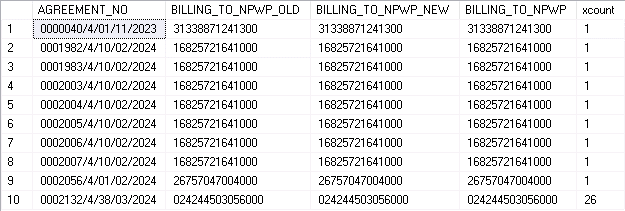 AGREEMENT_NO BILLING_TO_NPWP_OLD BILLING_TO_NPWP_NEW BILLING_TO_NPWP xcount
1 0000040/4/01/11/2023 31338871241300 31338871241300 31338871241300 1
2 0001982/4/10/02/2024 16825721641000 16825721641000 16825721641000 1
3 0001983/4/10/02/2024 16825721641000 16825721641000 16825721641000 1
4 0002003/4/10/02/2024 16825721641000 16825721641000 16825721641000 1
5 0002004/4/10/02/2024 16825721641000 16825721641000 16825721641000 1
6 0002005/4/10/02/2024 16825721641000 16825721641000 16825721641000 1
7 0002006/4/10/02/2024 16825721641000 16825721641000 16825721641000 1
8 0002007/4/10/02/2024 16825721641000 16825721641000 16825721641000 1
9 0002056/4/01/02/2024 26757047004000 26757047004000 26757047004000 1
10 0002132/4/38/03/2024 024244503056000 024244503056000 024244503056000 26